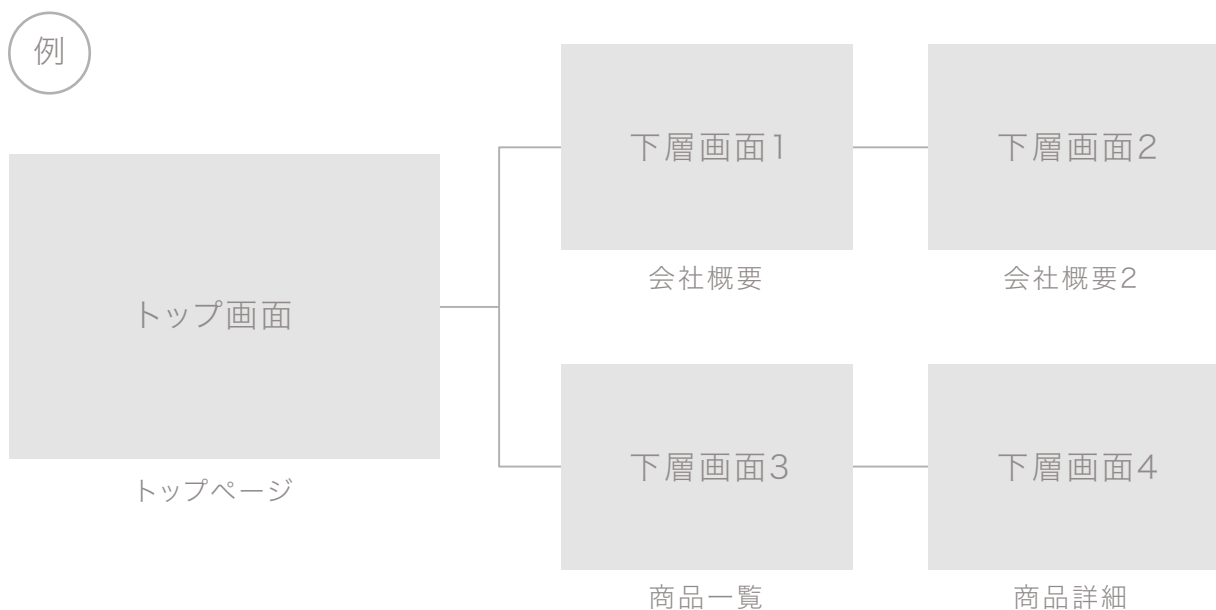 例
トップ画面
トップページ
下層画面1
会社概要
下層画面2
会社概要2
下層画面3
商品一覧
下層画面4
商品詳細